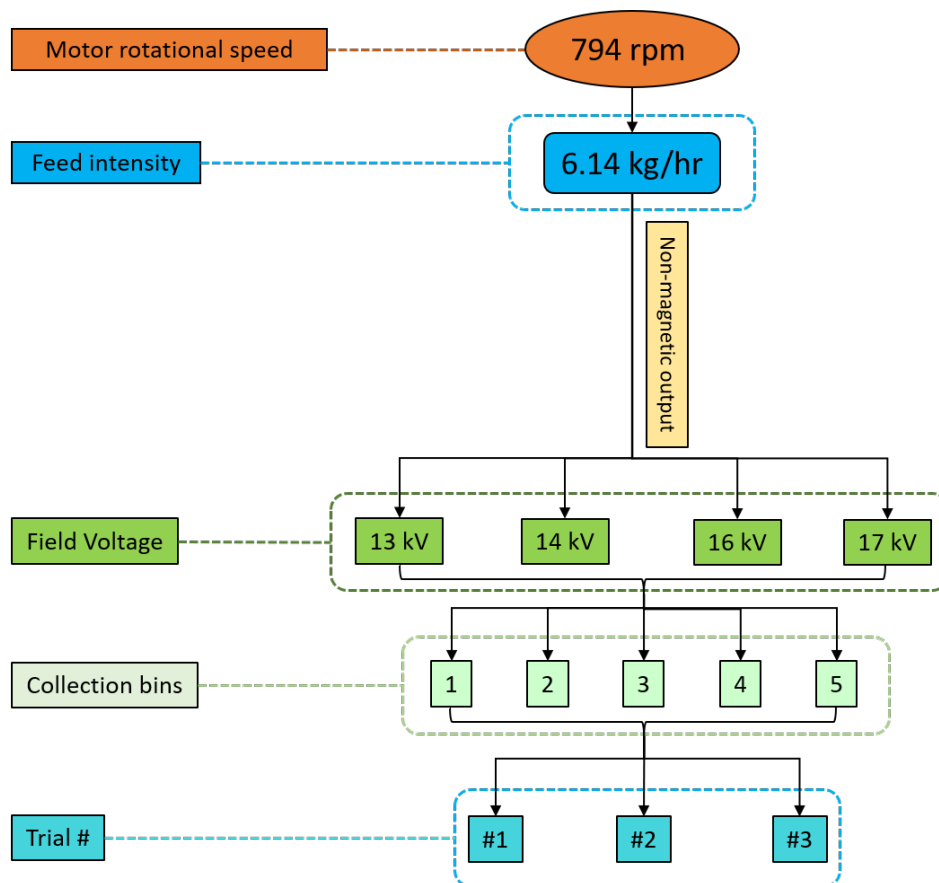 Motor rotational speed
794 rpm
Feed intensity
6.14 kg/hr
Non-magnetic output
Field Voltage
13 kV
14 kV
16 kV
17 kV
Collection bins
1
2
3
4
5
Trial #
#1
#2
#3